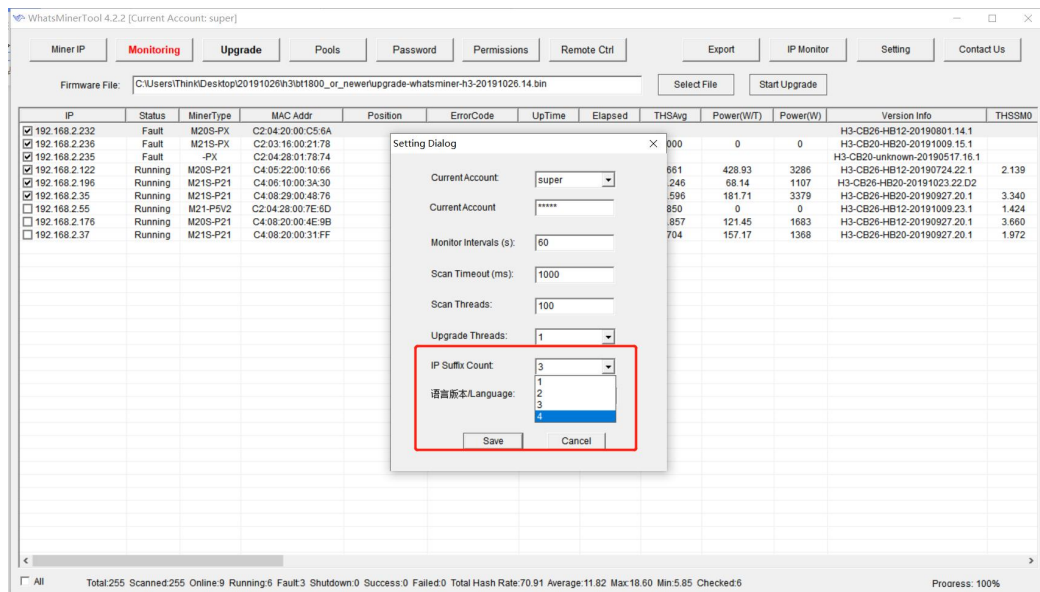 WhatsMinerTool 4.2.2 [Current Account: super]
Miner IP Monitoring Upgrade Pools Password Permissions Remote Ctrl Export IP Monitor Setting Contact Us
Firmware File: C:\Users\Think\Desktop\20191026\h3\bt1800_or_newer\upgrade-whatsminer-h3-20191026.14.bin Select File Start Upgrade
IP Status MinerType MAC Addr Position ErrorCode UpTime Elapsed THSAvg Power(W/T) Power(W) Version Info THSSM0
192.168.2.232 Fault M20S-PX C2:04:20:00:C5:6A H3-CB26-HB12-20190801.14.1
192.168.2.236 Fault M21S-PX C2:03:16:00:21:78 000 0 0 H3-CB20-HB20-20191009.15.1
192.168.2.235 Fault -PX C2:04:28:01:78:74 H3-CB20-unknown-20190517.16.1
192.168.2.122 Running M20S-P21 C4:05:22:00:10:66 661 428.93 3286 H3-CB26-HB12-20190724.22.1 2.139
192.168.2.196 Running M21S-P21 C4:06:10:00:3A:30 .246 68.14 1107 H3-CB26-HB20-20191023.22.D2
192.168.2.35 Running M21S-P21 C4:08:29:00:48:76 .596 181.71 3379 H3-CB26-HB20-20190927.20.1 3.340
192.168.2.55 Running M21-P5V2 C2:04:28:00:7E:6D 850 0 0 H3-CB26-HB12-20191009.23.1 1.424
192.168.2.176 Running M20S-P21 C4:08:20:00:4E:9B .857 121.45 1683 H3-CB26-HB12-20190927.20.1 3.660
192.168.2.37 Running M21S-P21 C4:08:20:00:31:FF 704 157.17 1368 H3-CB26-HB20-20190927.20.1 1.972
Setting Dialog
Current Account: super
Current Account *****
Monitor Intervals (s): 60
Scan Timeout (ms): 1000
Scan Threads: 100
Upgrade Threads: 1
IP Suffix Count: 3
1
语言版本/Language: 2
3
4
Save Cancel
All Total:255 Scanned:255 Online:9 Running:6 Fault:3 Shutdown:0 Success:0 Failed:0 Total Hash Rate:70.91 Average:11.82 Max:18.60 Min:5.85 Checked:6 Progress: 100%